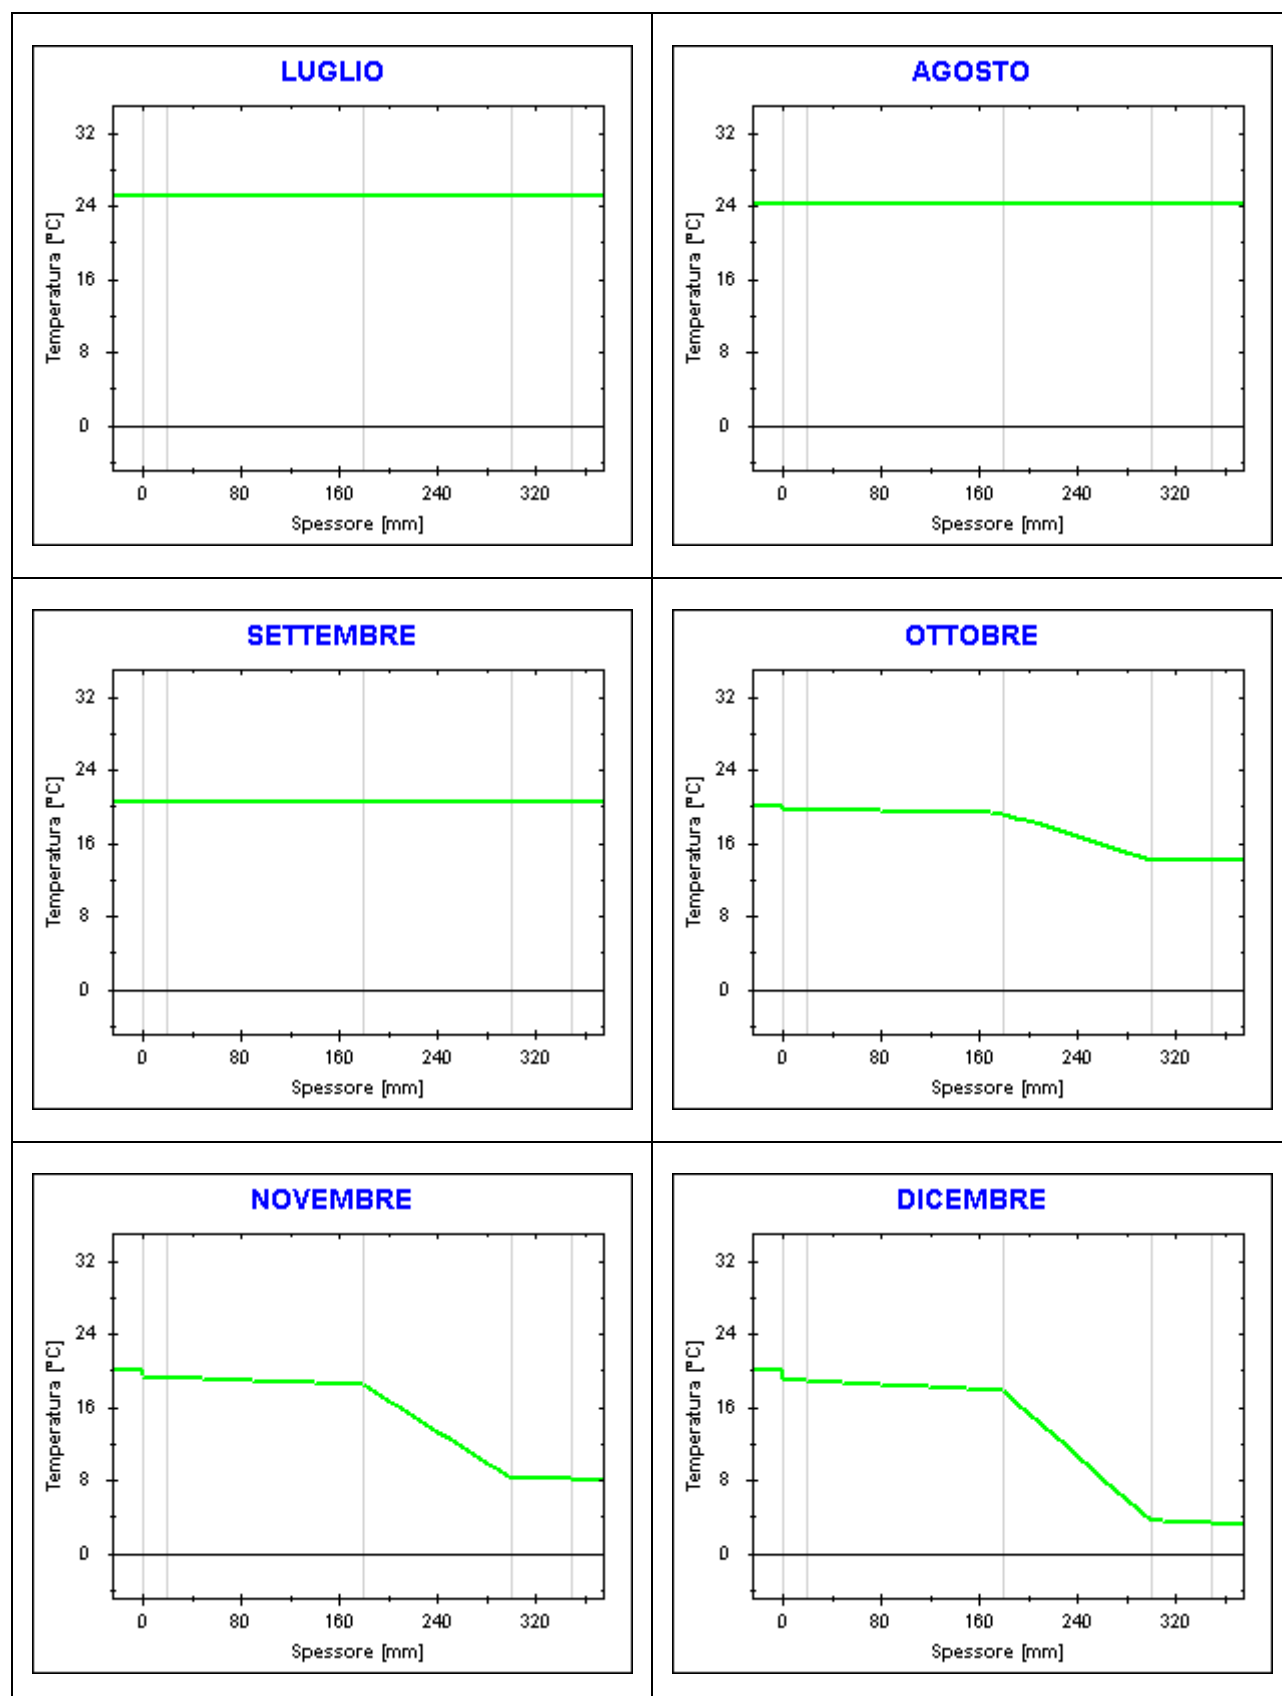 LUGLIO
32
24
16
8
0
Temperatura [°C]
0 80 160 240 320
Spessore [mm]
AGOSTO
32
24
16
8
0
Temperatura [°C]
0 80 160 240 320
Spessore [mm]
SETTEMBRE
32
24
16
8
0
Temperatura [°C]
0 80 160 240 320
Spessore [mm]
OTTOBRE
32
24
16
8
0
Temperatura [°C]
0 80 160 240 320
Spessore [mm]
NOVEMBRE
32
24
16
8
0
Temperatura [°C]
0 80 160 240 320
Spessore [mm]
DICEMBRE
32
24
16
8
0
Temperatura [°C]
0 80 160 240 320
Spessore [mm]